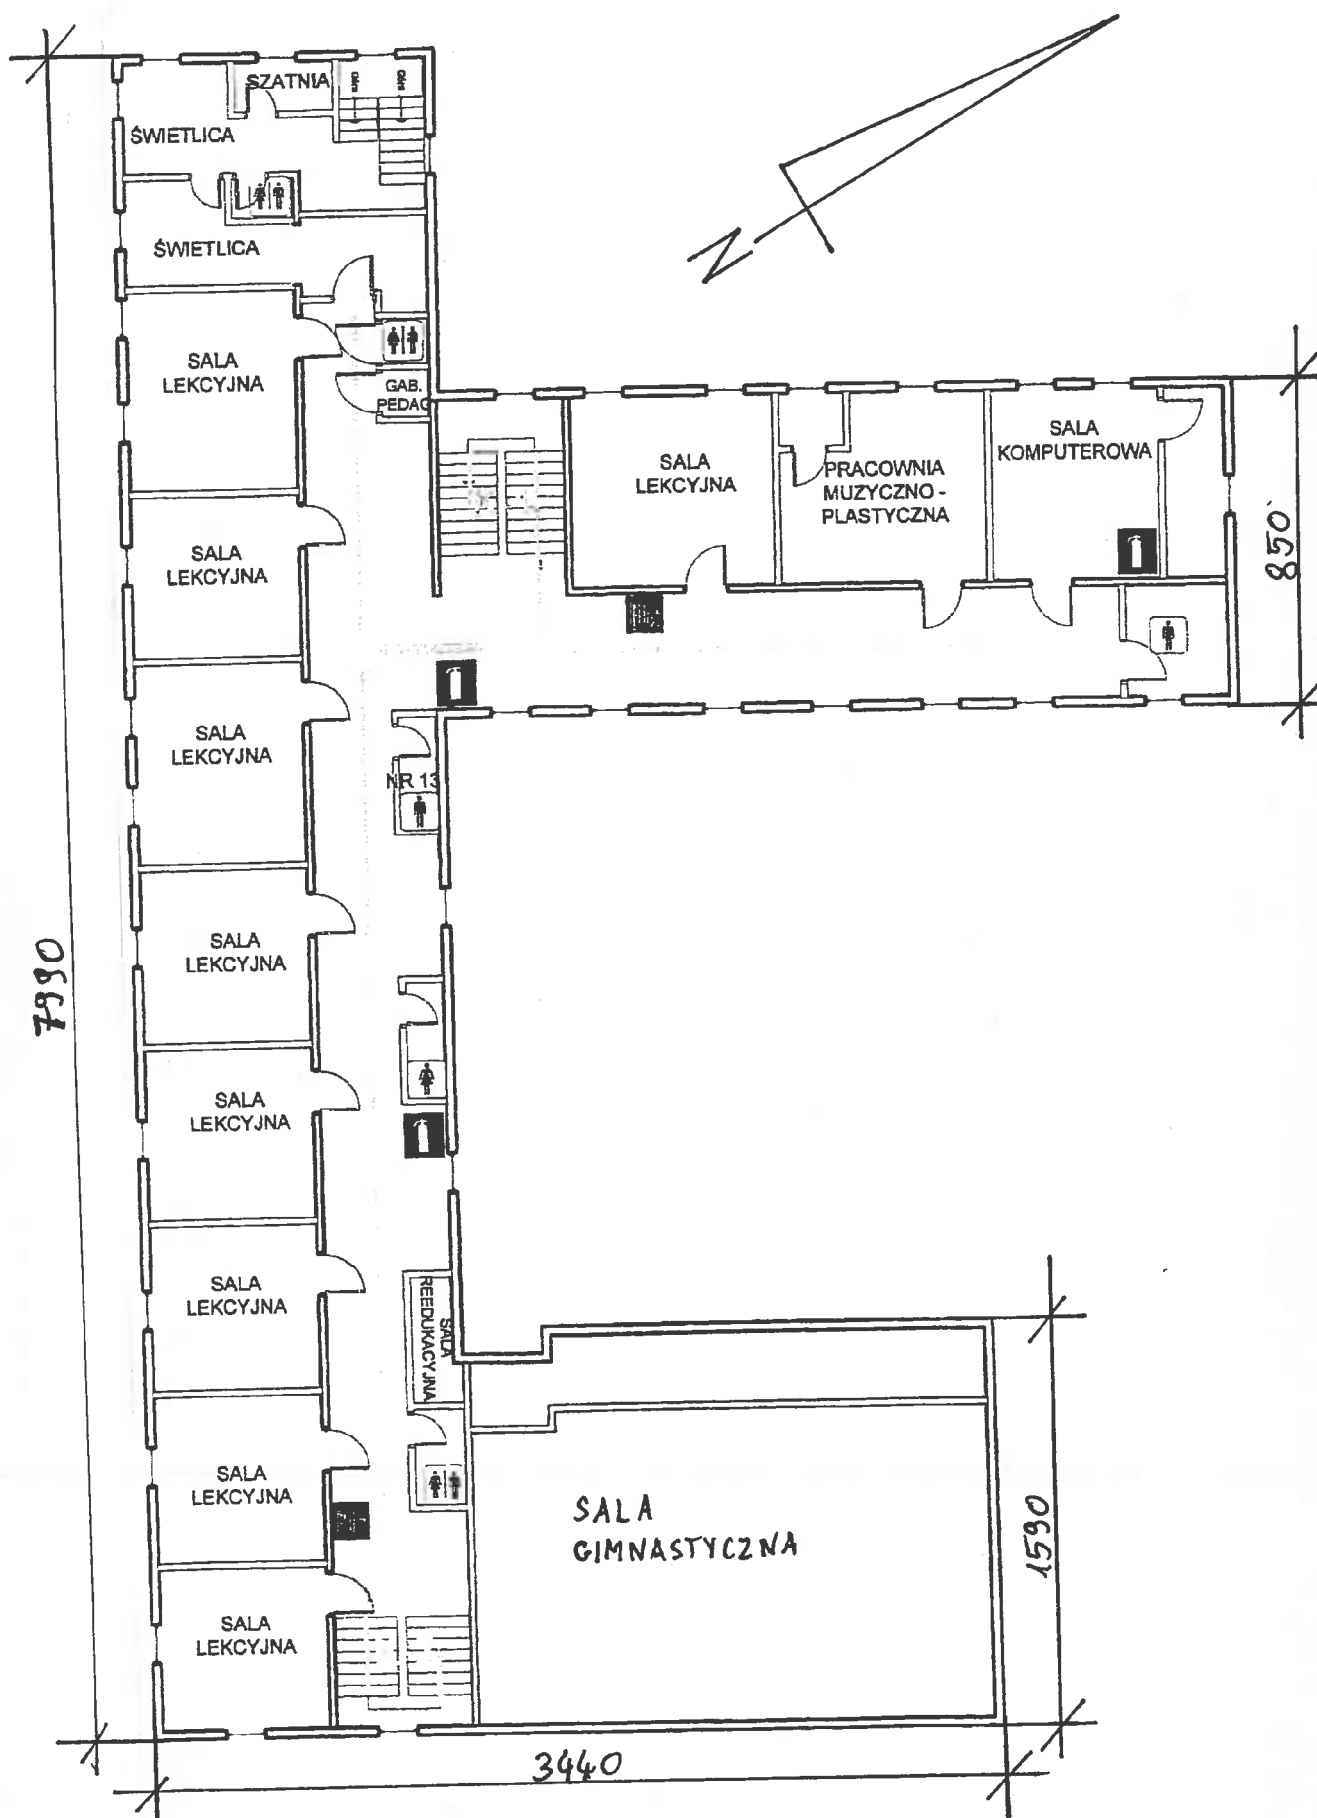 SZATNIA
ŚWIETLICA
ŚWIETLICA
N
SALA
LEKCYJNA
GAB.
PEDAG
SALA
LEKCYJNA
PRACOWNIA
MUZYCZNO -
PLASTYCZNA
SALA
KOMPUTEROWA
850
SALA
LEKCYJNA
SALA
LEKCYJNA
NR 13
SALA
LEKCYJNA
7990
SALA
LEKCYJNA
SALA
LEKCYJNA
SALA
REEDUKACYJNA
SALA
LEKCYJNA
SALA
GIMNASTYCZNA
1590
SALA
LEKCYJNA
3440